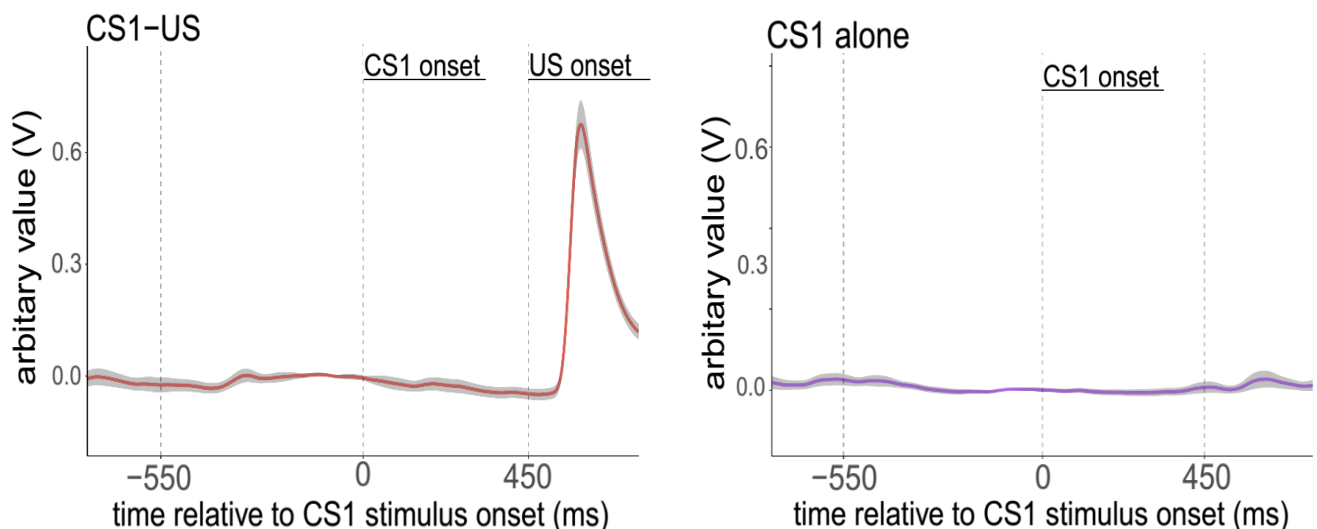 CS1−US
CS1 onset
US onset
arbitary value (V)
0.6
0.3
0.0
−550
0
450
time relative to CS1 stimulus onset (ms)
CS1 alone
CS1 onset
arbitary value (V)
0.6
0.3
0.0
−550
0
450
time relative to CS1 stimulus onset (ms)